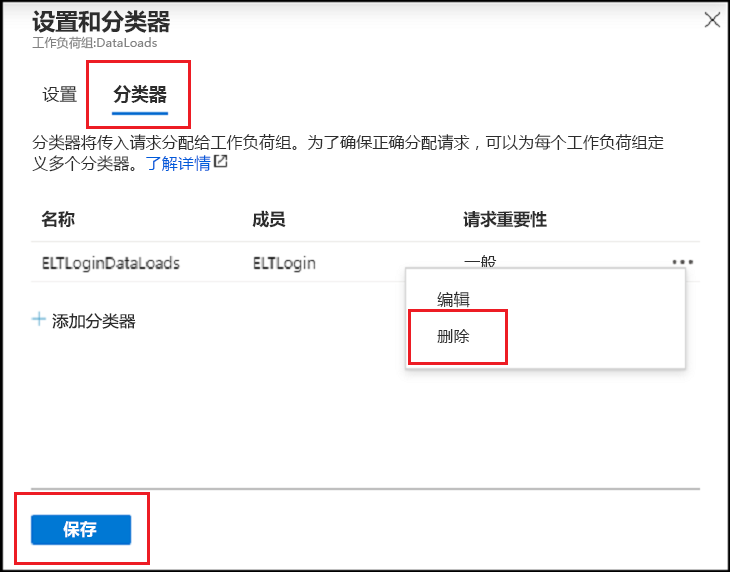 设置和分类器
工作负荷组:DataLoads
设置 分类器
分类器将传入请求分配给工作负荷组。为了确保正确分配请求，可以为每个工作负荷组定
义多个分类器。了解详情
名称 成员 请求重要性
ELTLoginDataLoads ELTLogin 一般
编辑
+ 添加分类器
删除
保存